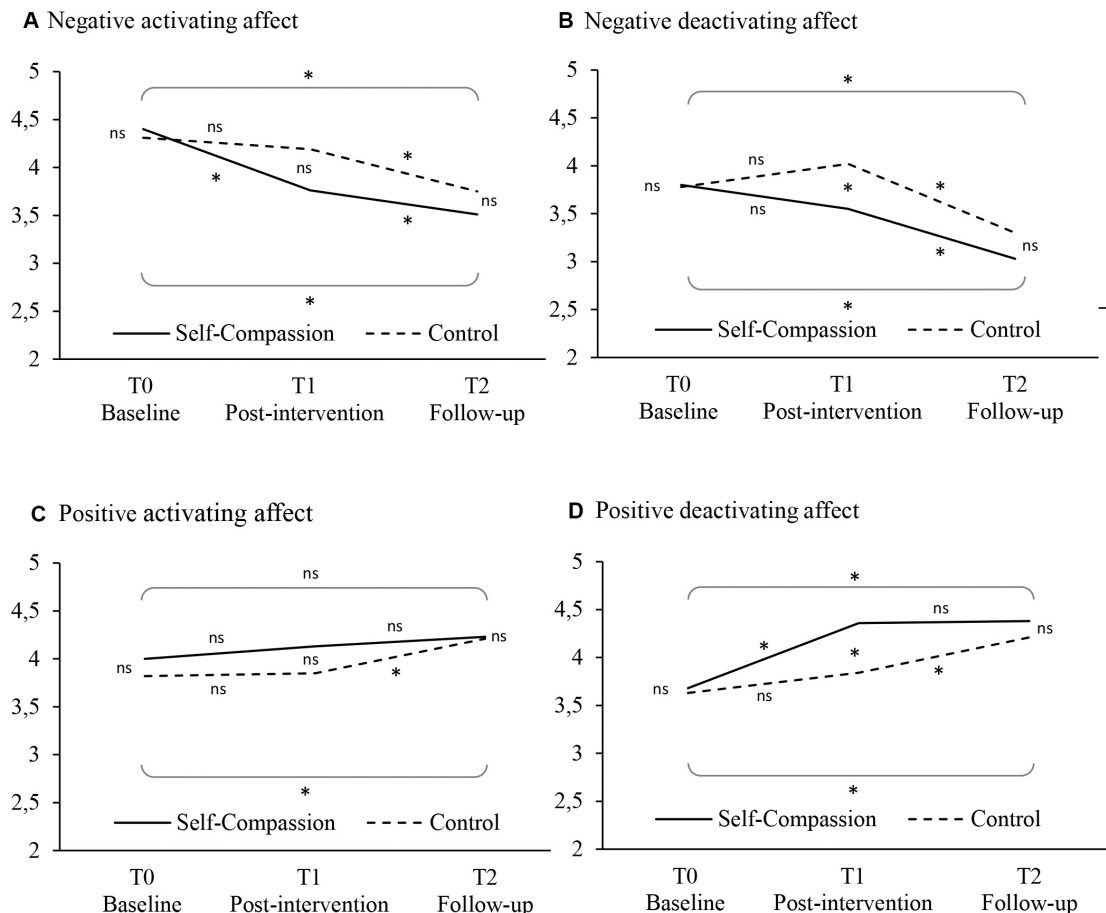 A Negative activating affect
5
4,5
4
3,5
3
2,5
2
*
ns
ns
*
ns
*
ns
*
*
Self-Compassion
Control
T0
Baseline
T1
Post-intervention
T2
Follow-up
B Negative deactivating affect
5
4,5
4
3,5
3
2,5
2
*
ns
ns
*
*
ns
ns
*
*
Self-Compassion
Control
T0
Baseline
T1
Post-intervention
T2
Follow-up
C Positive activating affect
5
4,5
4
3,5
3
2,5
2
ns
ns
ns
ns
ns
ns
ns
*
*
Self-Compassion
Control
T0
Baseline
T1
Post-intervention
T2
Follow-up
D Positive deactivating affect
5
4,5
4
3,5
3
2,5
2
*
ns
ns
*
*
ns
*
ns
*
Self-Compassion
Control
T0
Baseline
T1
Post-intervention
T2
Follow-up